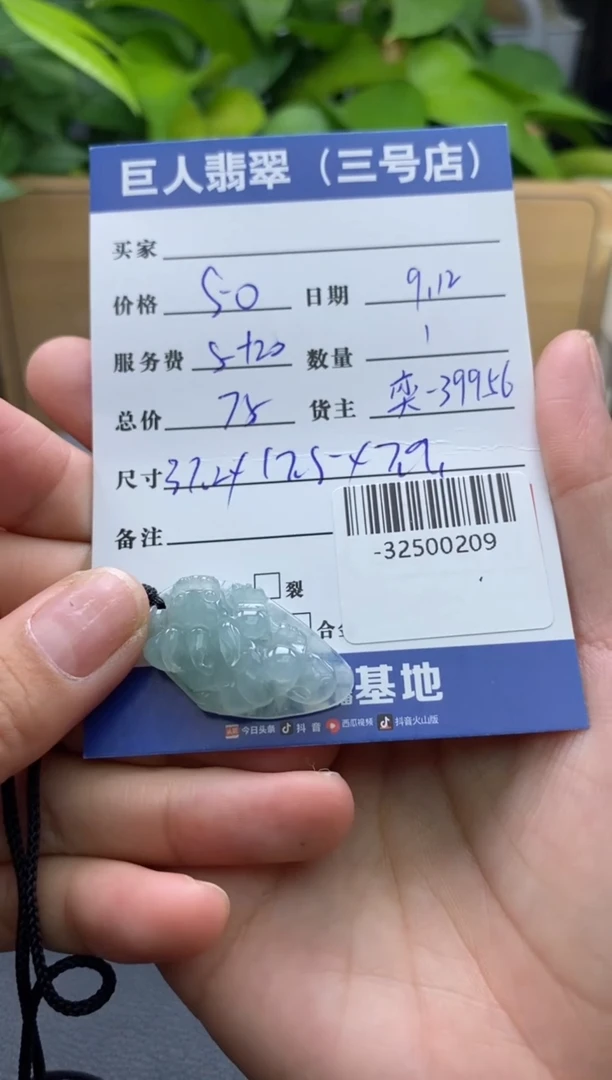 巨人翡翠（三号店）
买家
价格 50 日期 9.12
服务费 5+20 数量 1
总价 75 货主 栾-39956
尺寸 37.2×17.5×7.9
备注
-32500209
裂
基地
今日头条 抖音 西瓜视频 抖音火山版